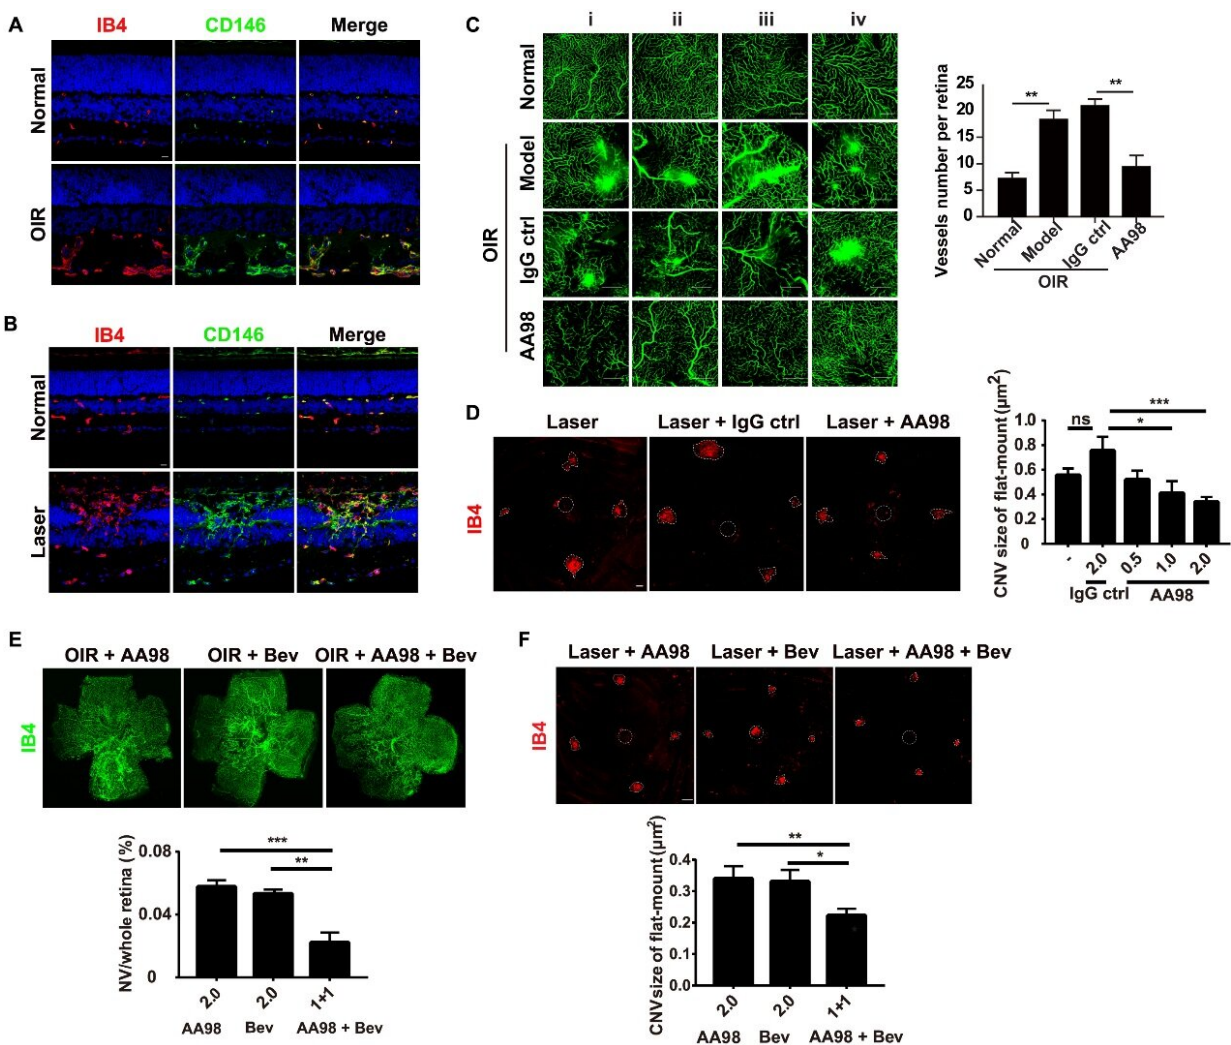 A
IB4 CD146 Merge
Normal
OIR
B
IB4 CD146 Merge
Normal
Laser
C
i ii iii iv
Normal
Model
IgG ctrl
AA98
OIR
Vessels number per retina
25
20
15
10
5
0
**
**
Normal
Model
IgG ctrl
AA98
OIR
D
Laser Laser + IgG ctrl Laser + AA98
IB4
CNV size of flat-mount (μm²)
1.0
0.8
0.6
0.4
0.2
0
ns
***
*
- 2.0 0.5 1.0 2.0
IgG ctrl AA98
E
OIR + AA98 OIR + Bev OIR + AA98 + Bev
IB4
NV/whole retina (%)
0.08
0.04
0
***
**
2.0 2.0 1+1
AA98 Bev AA98 + Bev
F
Laser + AA98 Laser + Bev Laser + AA98 + Bev
IB4
CNV size of flat-mount (μm²)
0.4
0.3
0.2
0.1
0.0
**
*
2.0 2.0 1+1
AA98 Bev AA98 + Bev